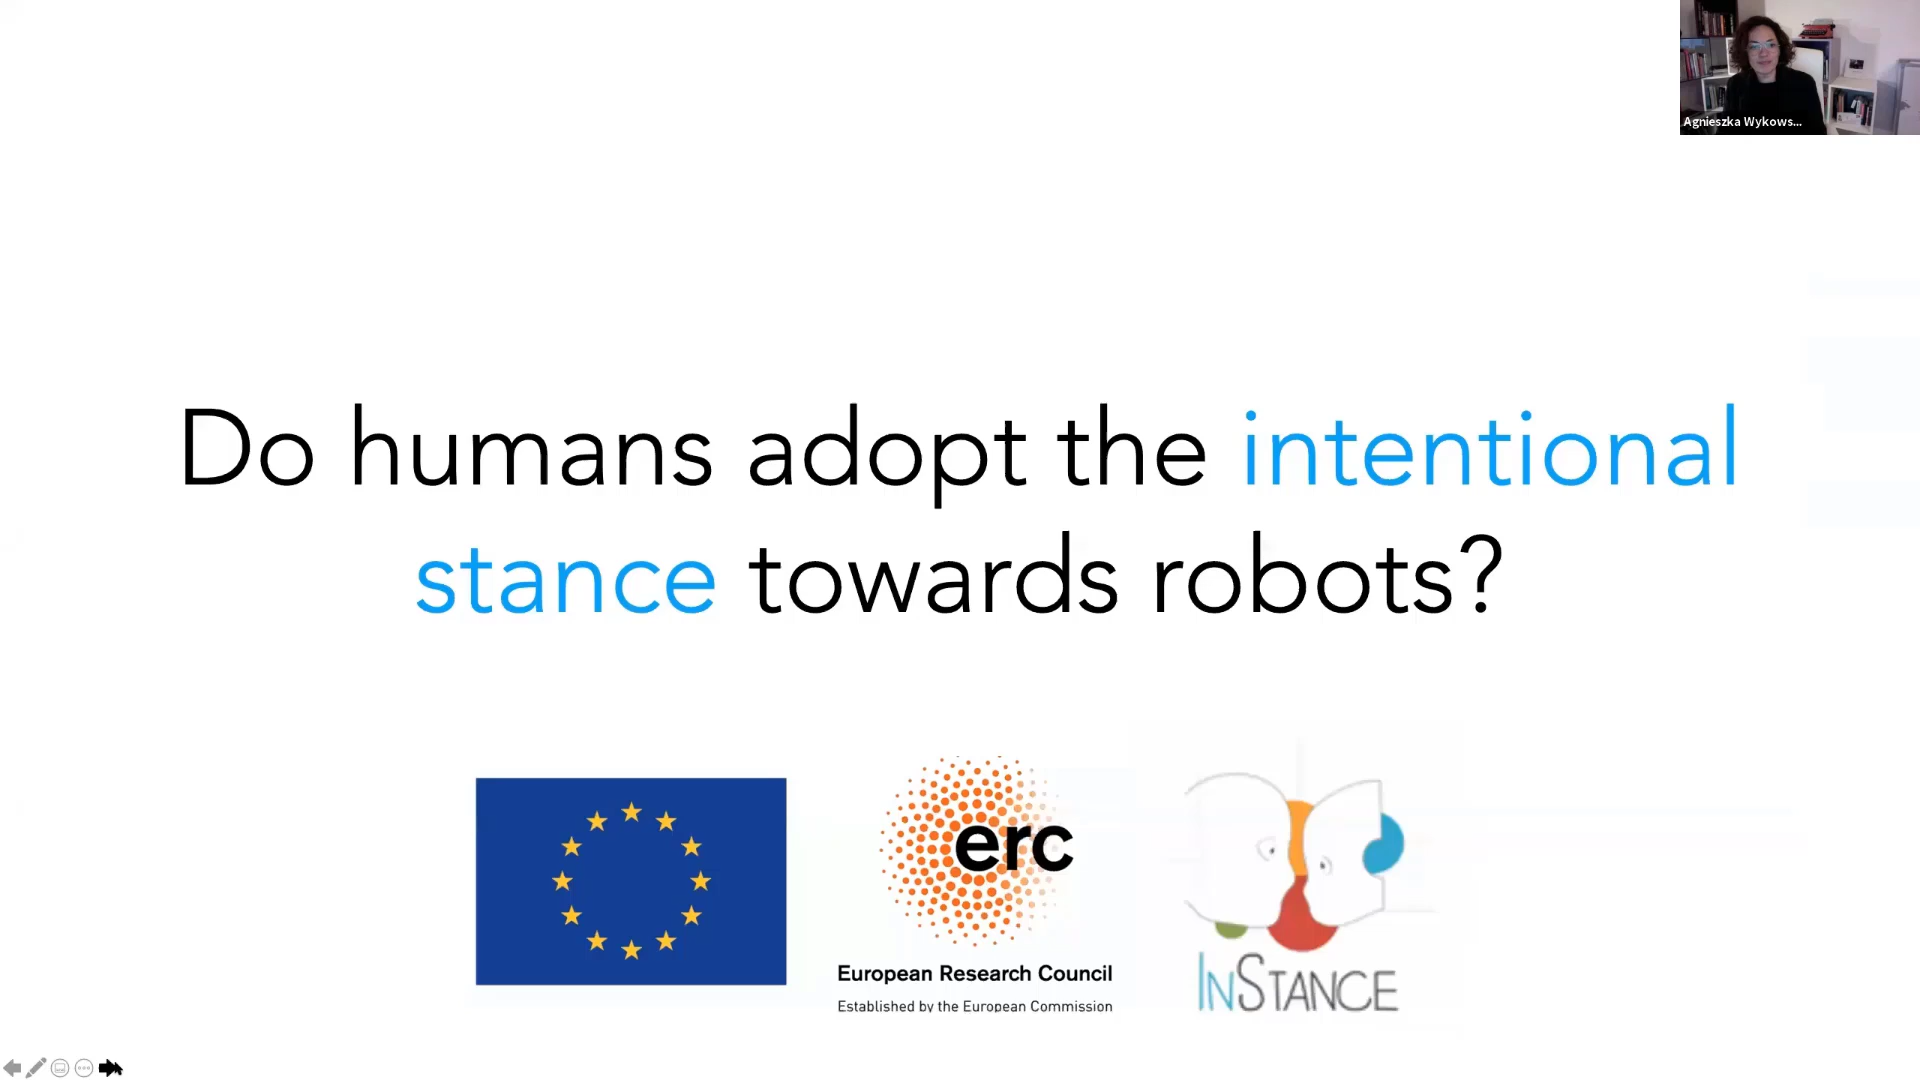 Agnieszka Wykows...
Do humans adopt the intentional
stance towards robots?
erc
European Research Council
Established by the European Commission
INSTANCE